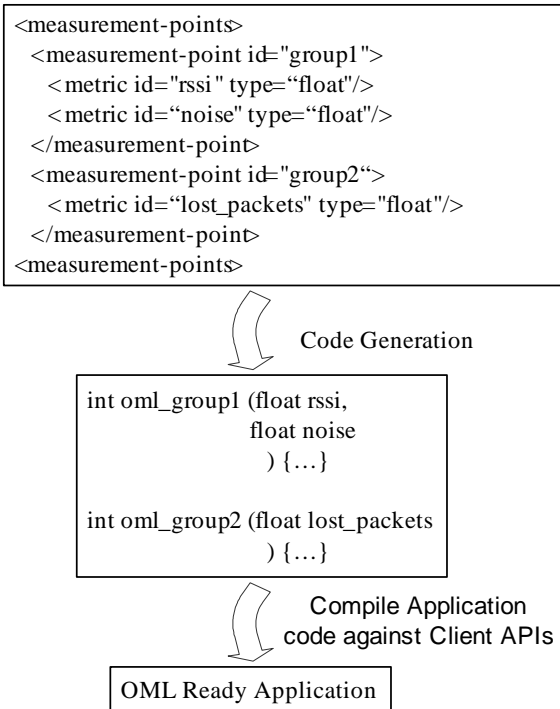 <measurement-points>
<measurement-point id="group1">
<metric id="rssi" type=“float"/>
<metric id=“noise" type=“float"/>
</measurement-point>
<measurement-point id="group2“>
<metric id=“lost_packets" type="float"/>
</measurement-point>
<measurement-points>
Code Generation
int oml_group1 (float rssi,
float noise
) {…}
int oml_group2 (float lost_packets
) {…}
Compile Application
code against Client APIs
OML Ready Application